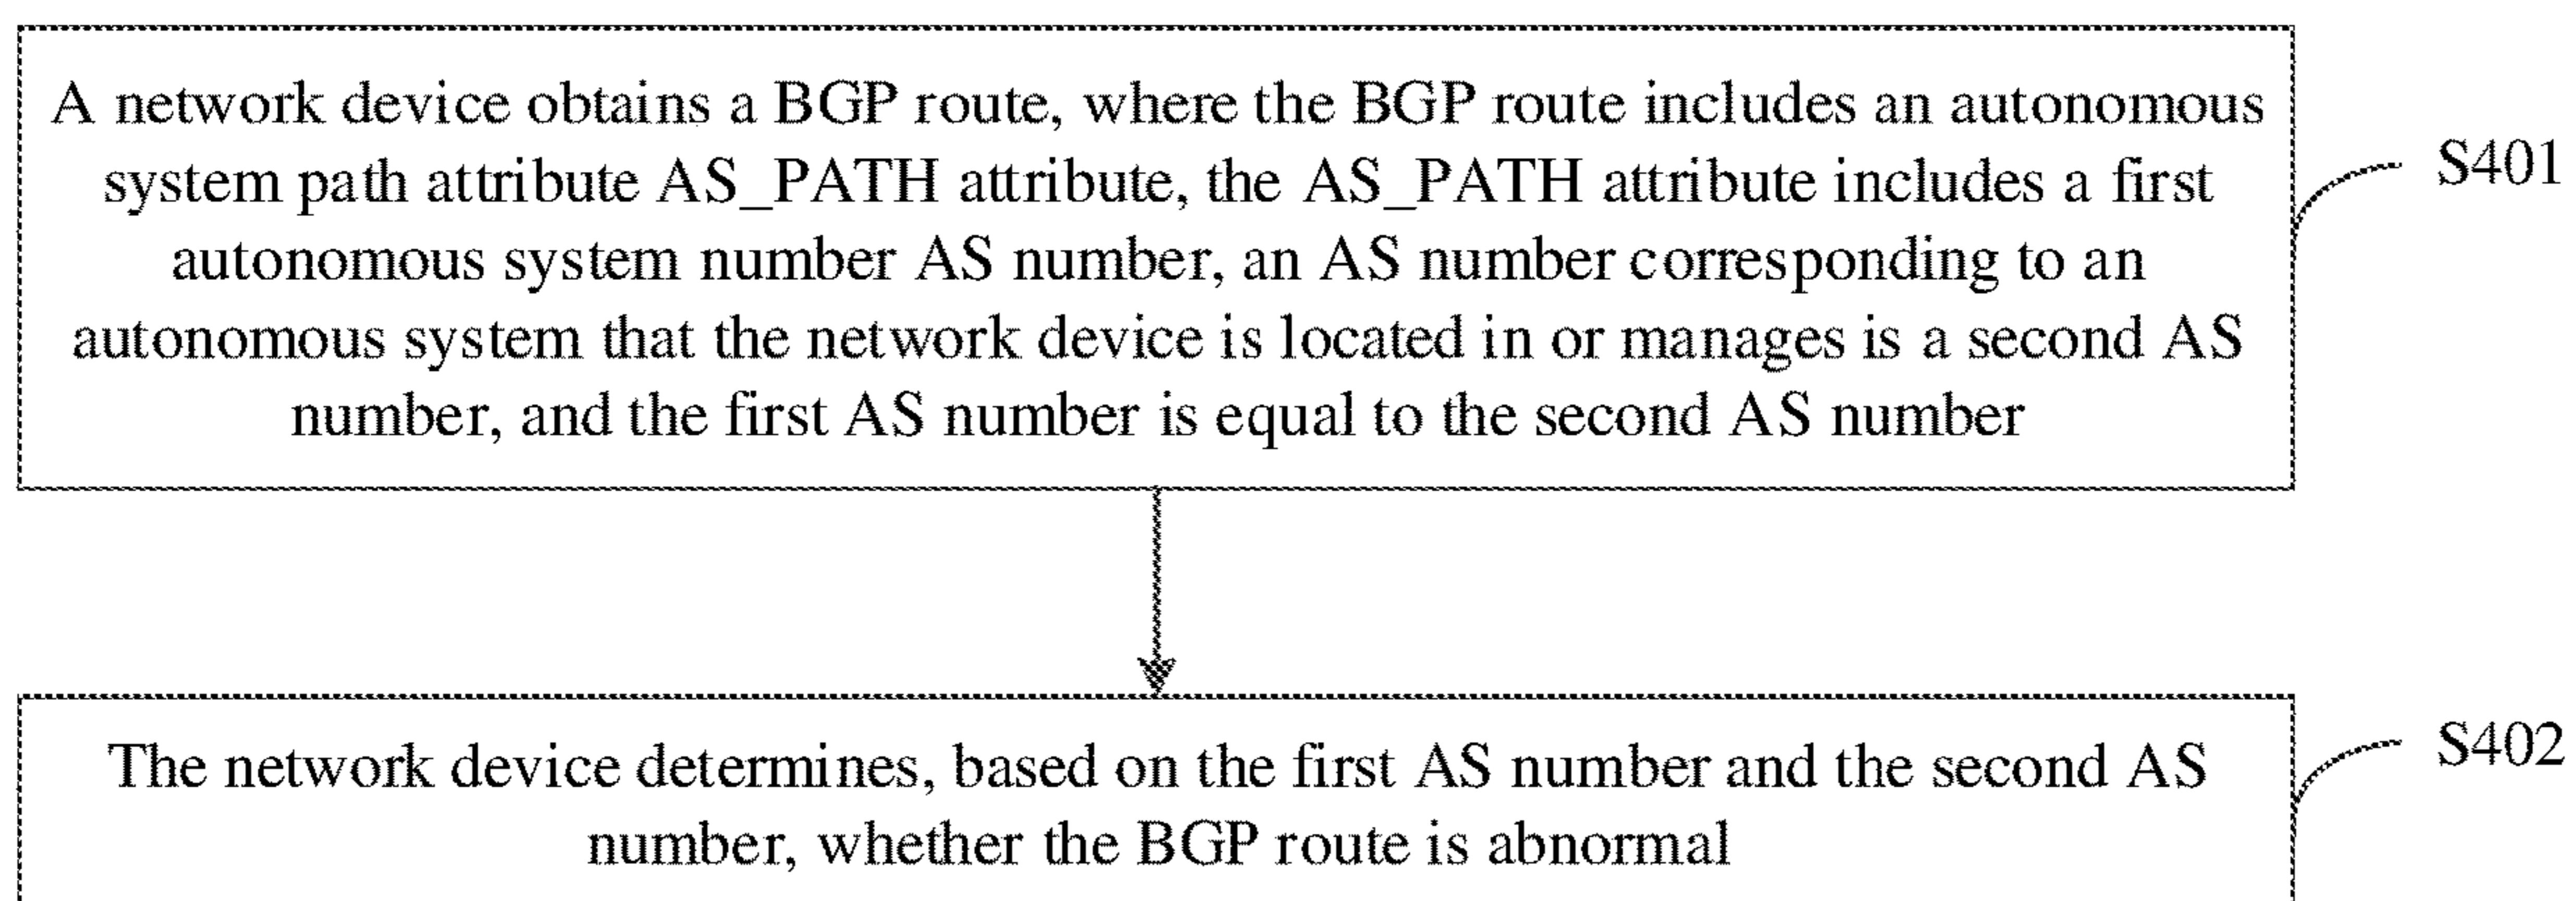 A network device obtains a BGP route, where the BGP route includes an autonomous
system path attribute AS_PATH attribute, the AS_PATH attribute includes a first
autonomous system number AS number, an AS number corresponding to an
autonomous system that the network device is located in or manages is a second AS
number, and the first AS number is equal to the second AS number
S401
The network device determines, based on the first AS number and the second AS
number, whether the BGP route is abnormal
S402